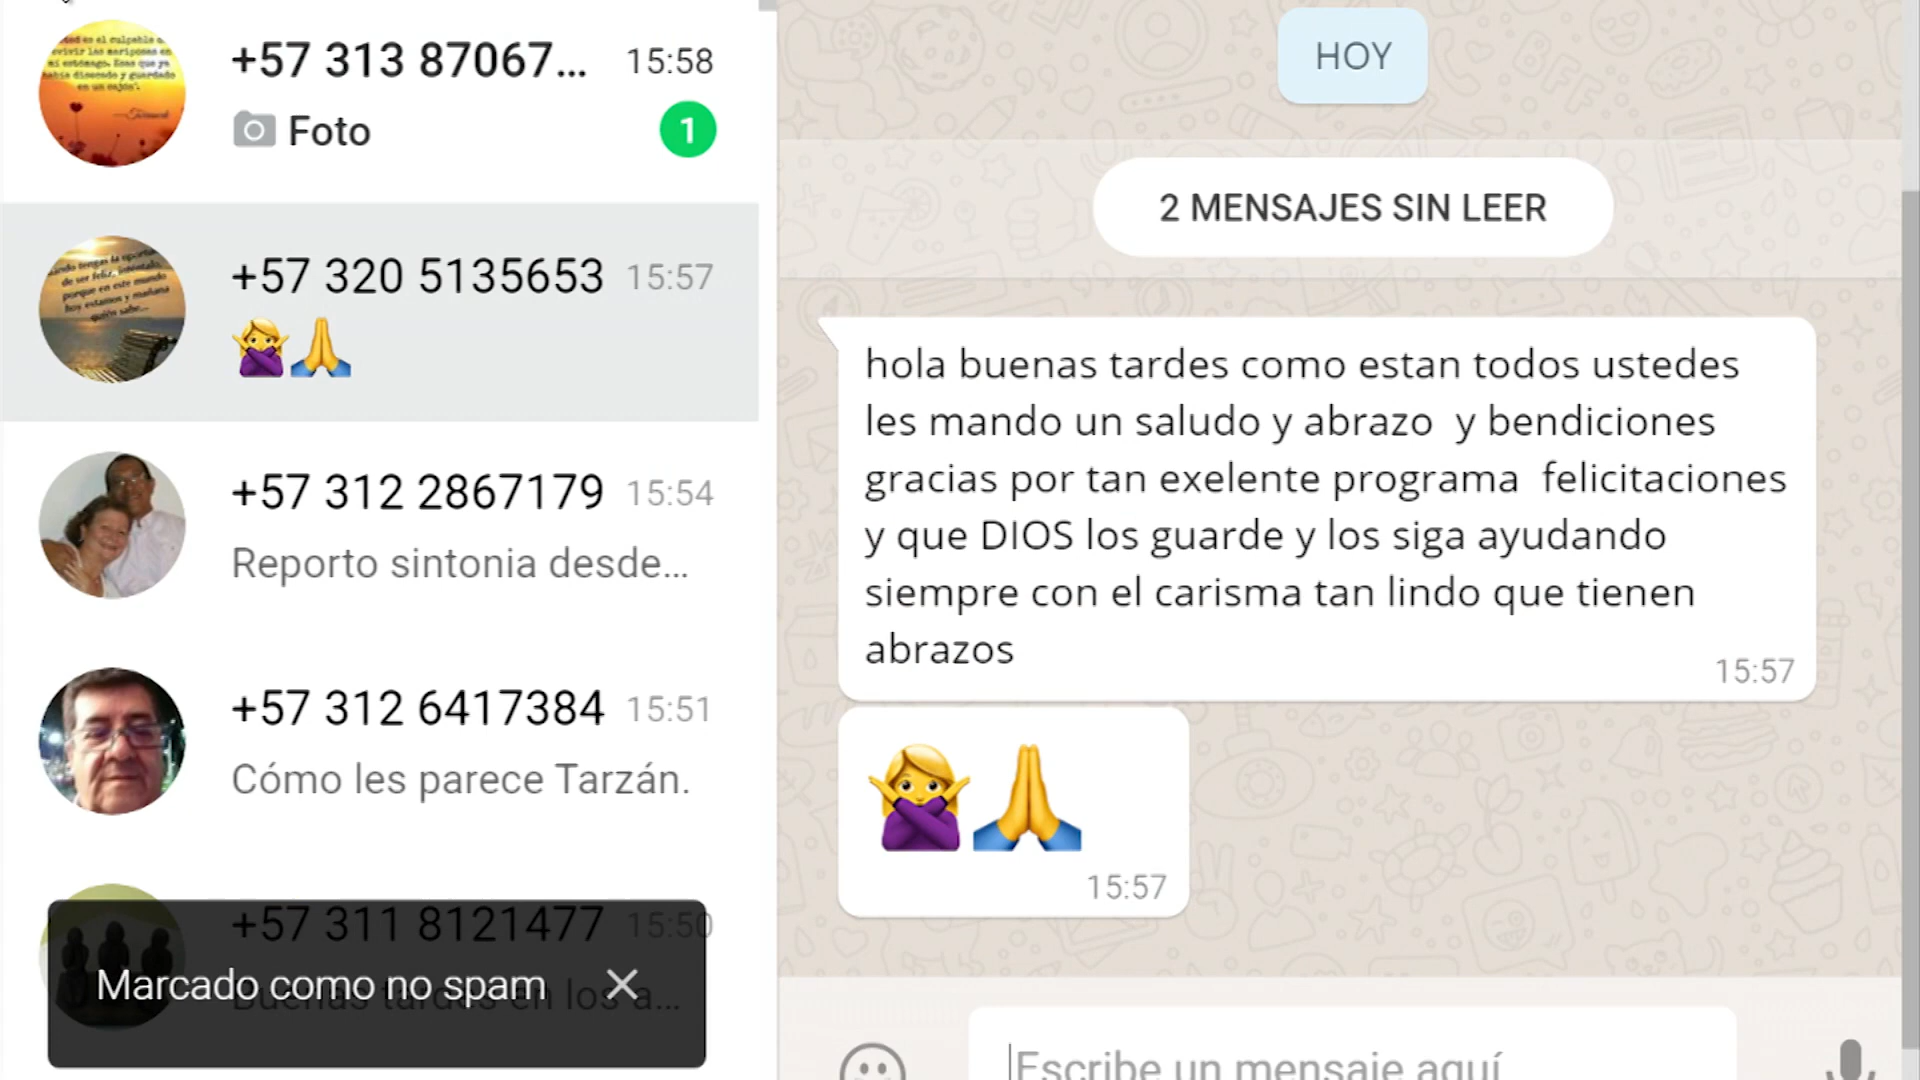 +57 313 87067... 15:58
Foto 1
+57 320 5135653 15:57
+57 312 2867179 15:54
Reporto sintonia desde...
+57 312 6417384 15:51
Cómo les parece Tarzán.
+57 311 8121477 15:50
Buenas tardes en los a...
Marcado como no spam
HOY
2 MENSAJES SIN LEER
hola buenas tardes como estan todos ustedes
les mando un saludo y abrazo y bendiciones
gracias por tan exelente programa felicitaciones
y que DIOS los guarde y los siga ayudando
siempre con el carisma tan lindo que tienen
abrazos
15:57
15:57
Escribe un mensaje aquí